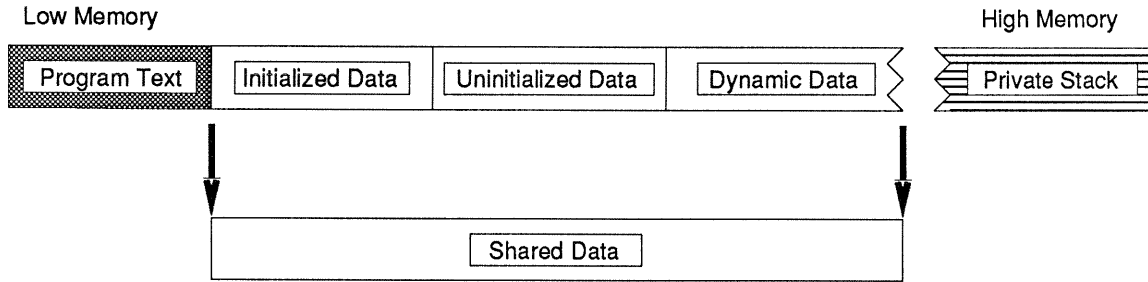 Low Memory
High Memory
Program Text
Initialized Data
Uninitialized Data
Dynamic Data
Private Stack
Shared Data